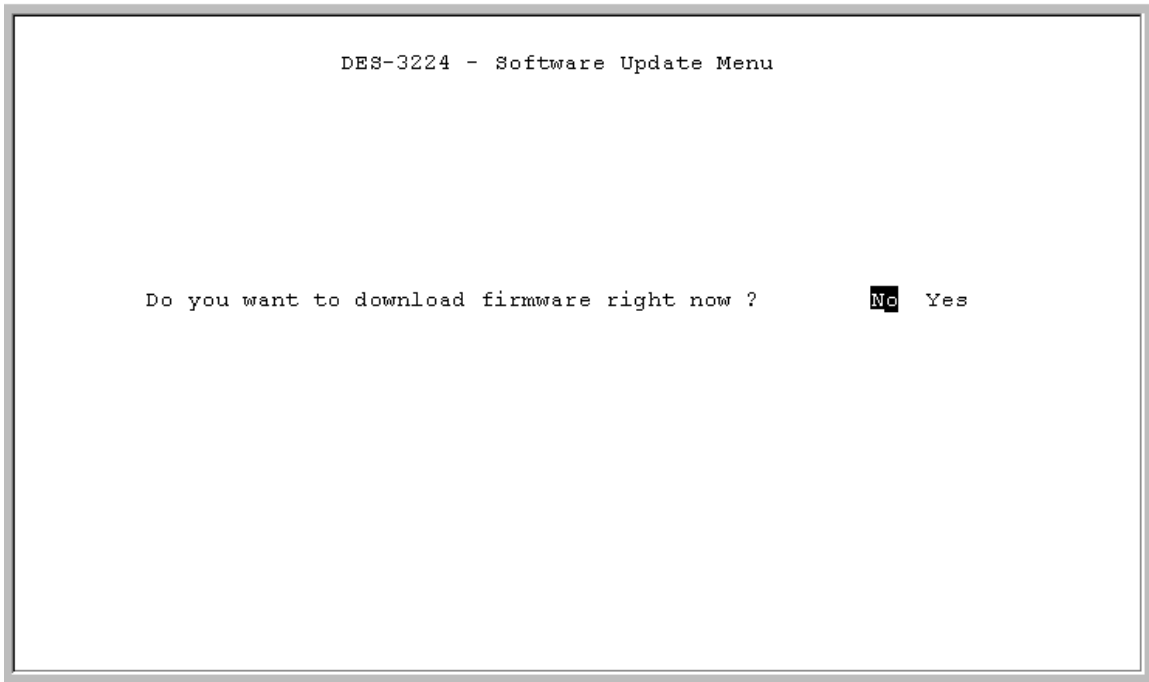 DES-3224 - Software Update Menu
Do you want to download firmware right now ? No Yes